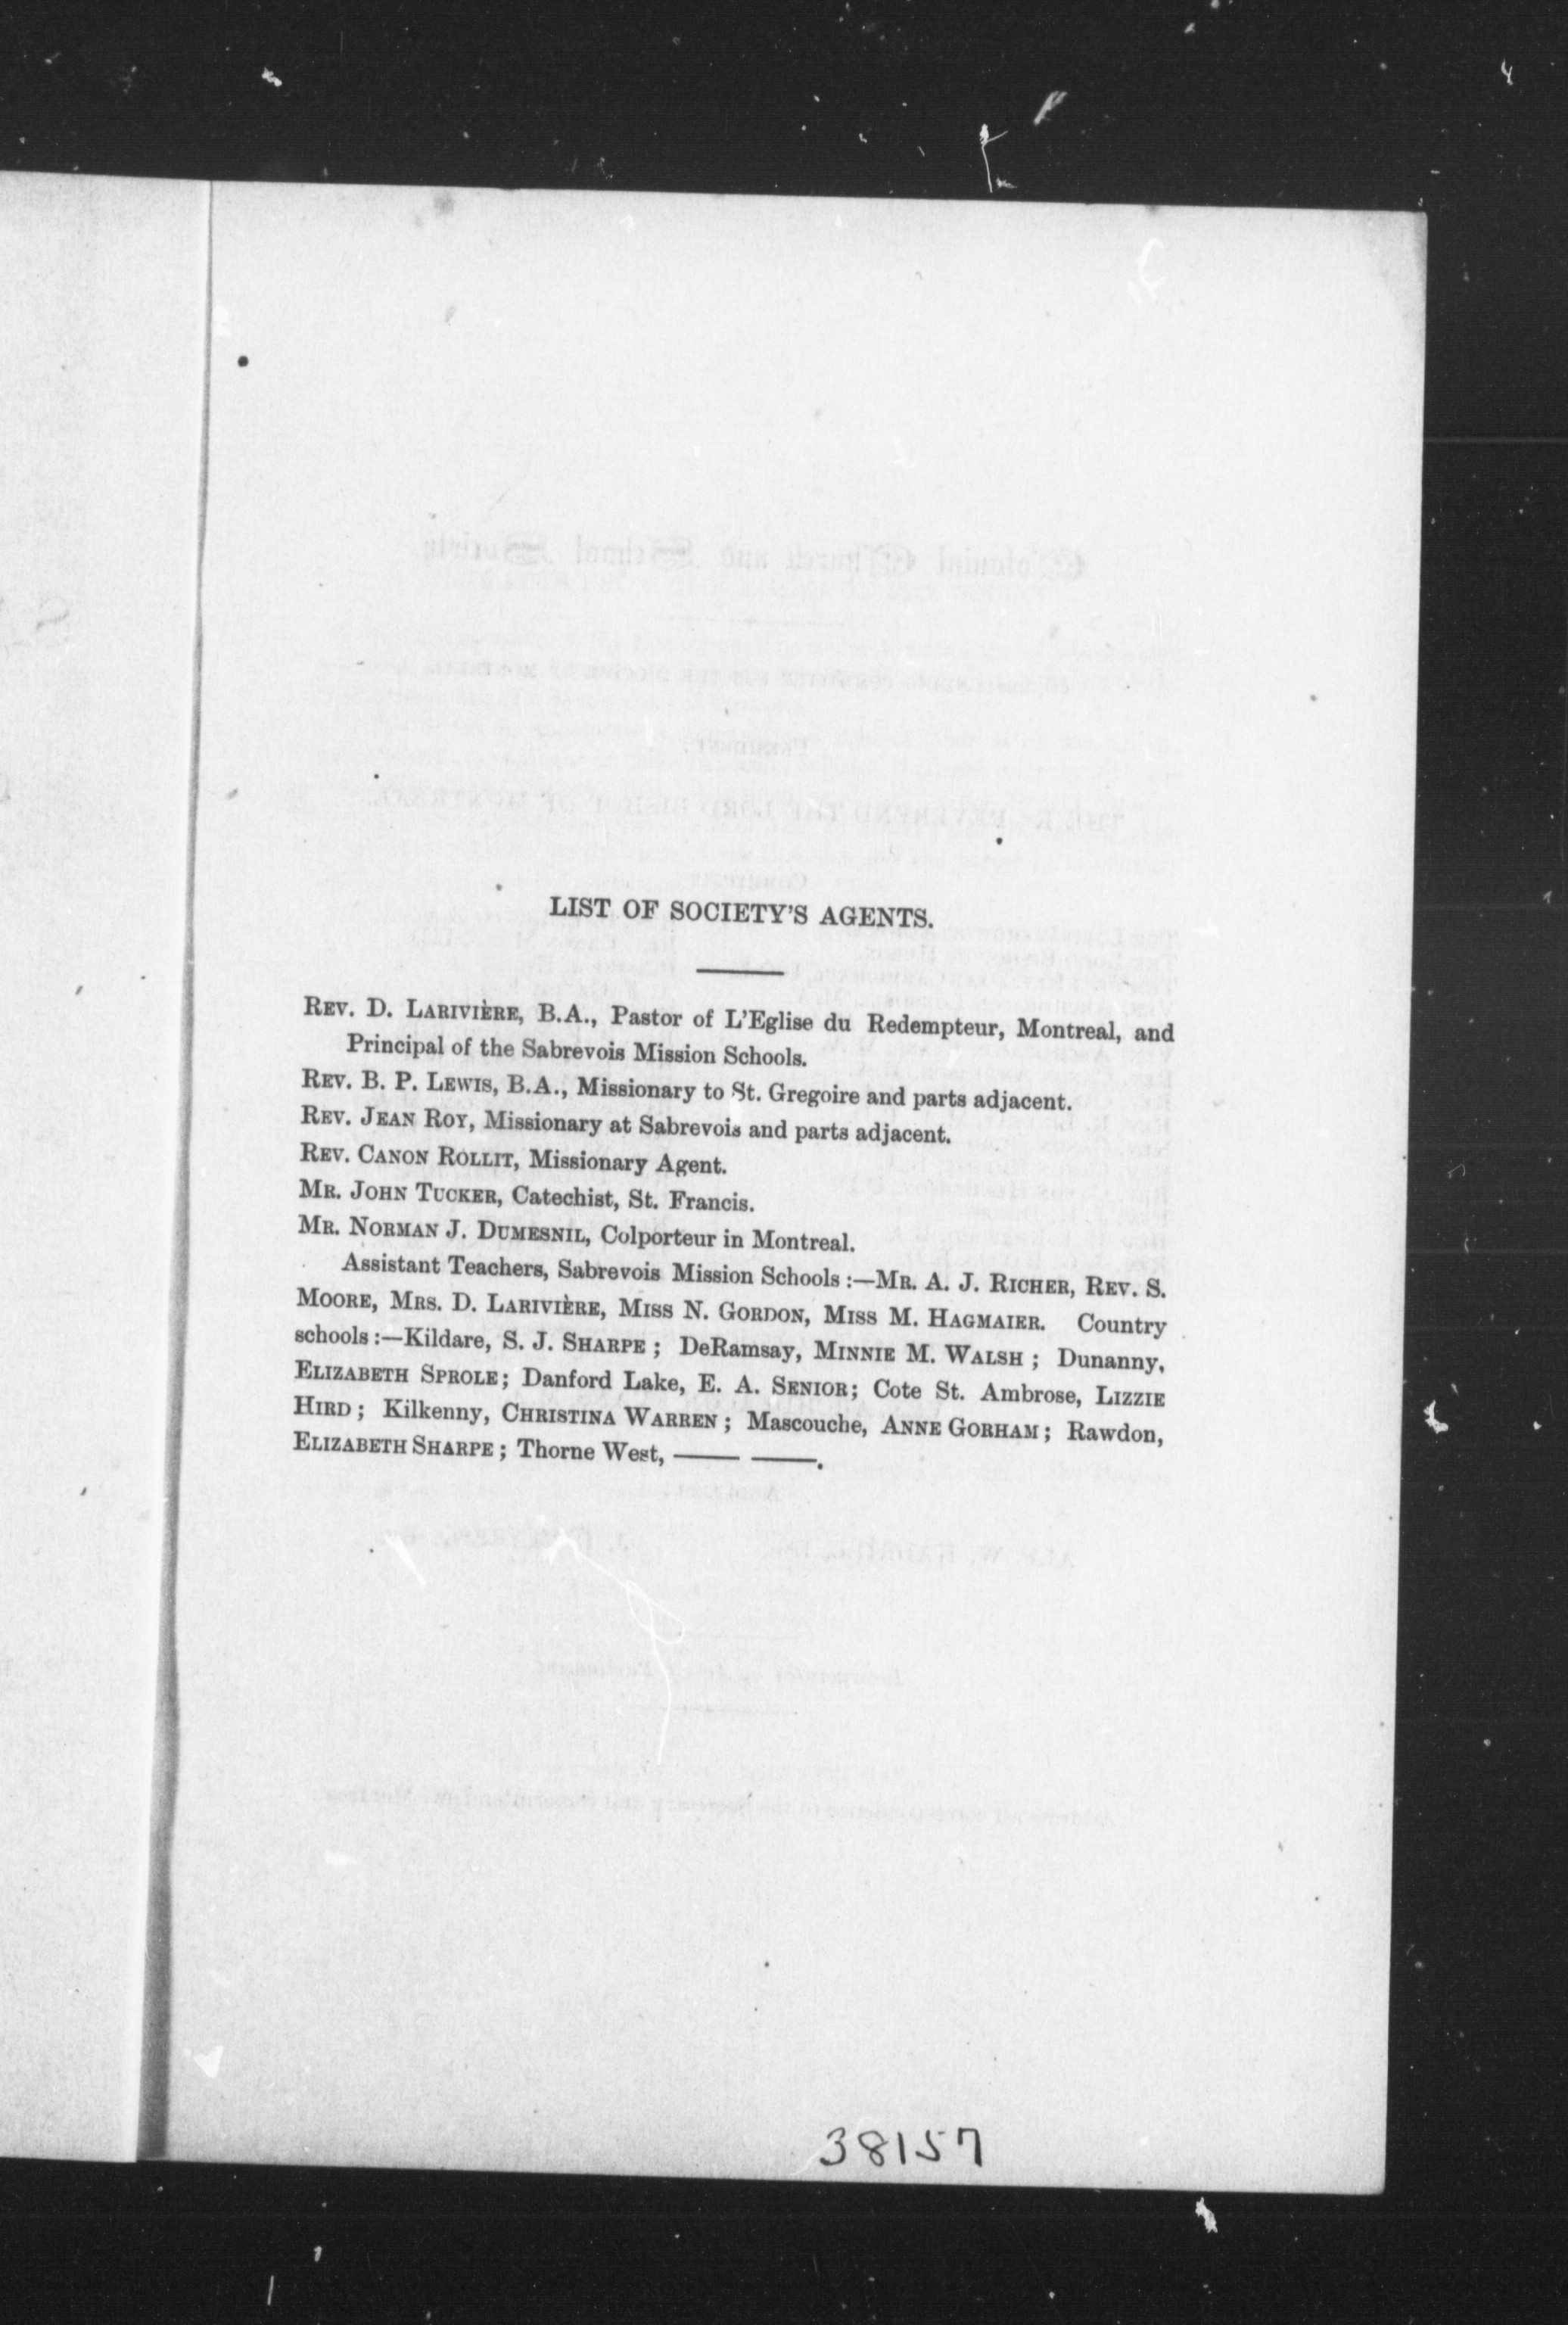 LIST OF SOCIETY'S AGENTS.
REV. D. LARIVIÈRE, B.A., Pastor of L'Eglise du Redempteur, Montreal, and
Principal of the Sabrevois Mission Schools.
REV. B. P. LEWIS, B.A., Missionary to St. Gregoire and parts adjacent.
REV. JEAN ROY, Missionary at Sabrevois and parts adjacent.
REV. CANON ROLLIT, Missionary Agent.
MR. JOHN TUCKER, Catechist, St. Francis.
MR. NORMAN J. DUMESNIL, Colporteur in Montreal.
Assistant Teachers, Sabrevois Mission Schools :—MR. A. J. RICHER, REV. S.
MOORE, MRS. D. LARIVIÈRE, MISS N. GORDON, MISS M. HAGMAIER. Country
schools :—Kildare, S. J. SHARPE ; DeRamsay, MINNIE M. WALSH ; Dunanny,
ELIZABETH SPROLE; Danford Lake, E. A. SENIOR; Cote St. Ambrose, LIZZIE
HIRD ; Kilkenny, CHRISTINA WARREN ; Mascouche, ANNE GORHAM ; Rawdon,
ELIZABETH SHARPE ; Thorne West, —— ——.
38157